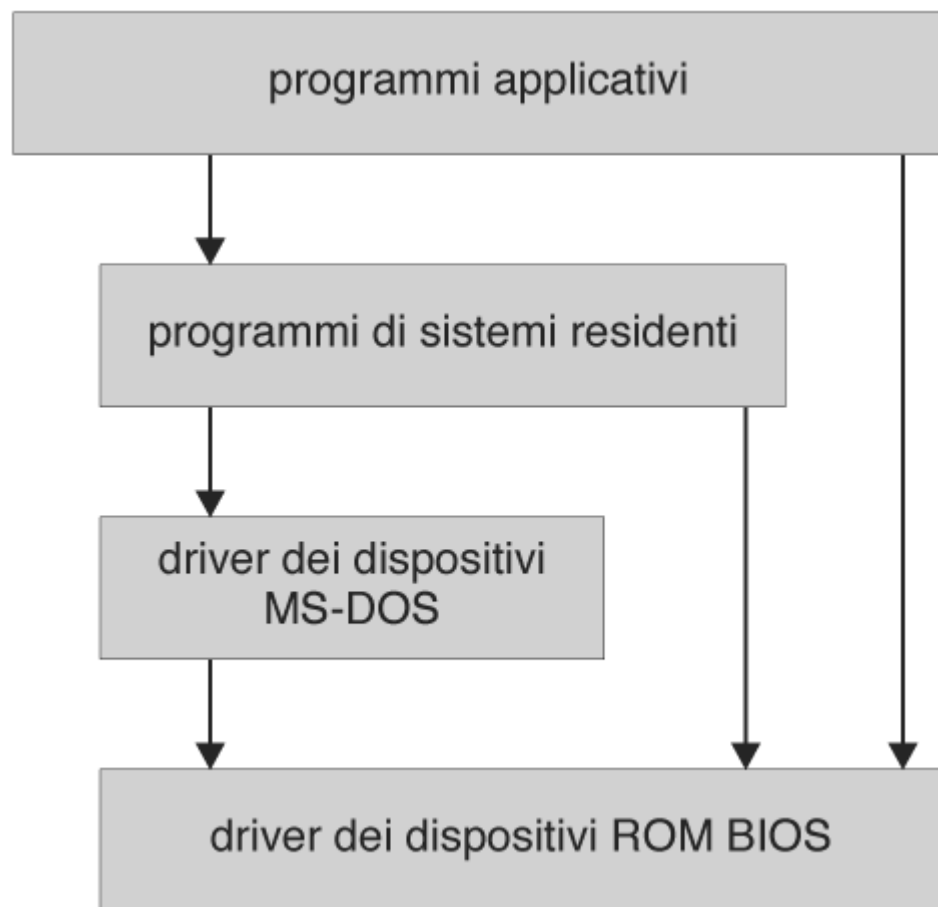 programmi applicativi
programmi di sistemi residenti
driver dei dispositivi
MS-DOS
driver dei dispositivi ROM BIOS